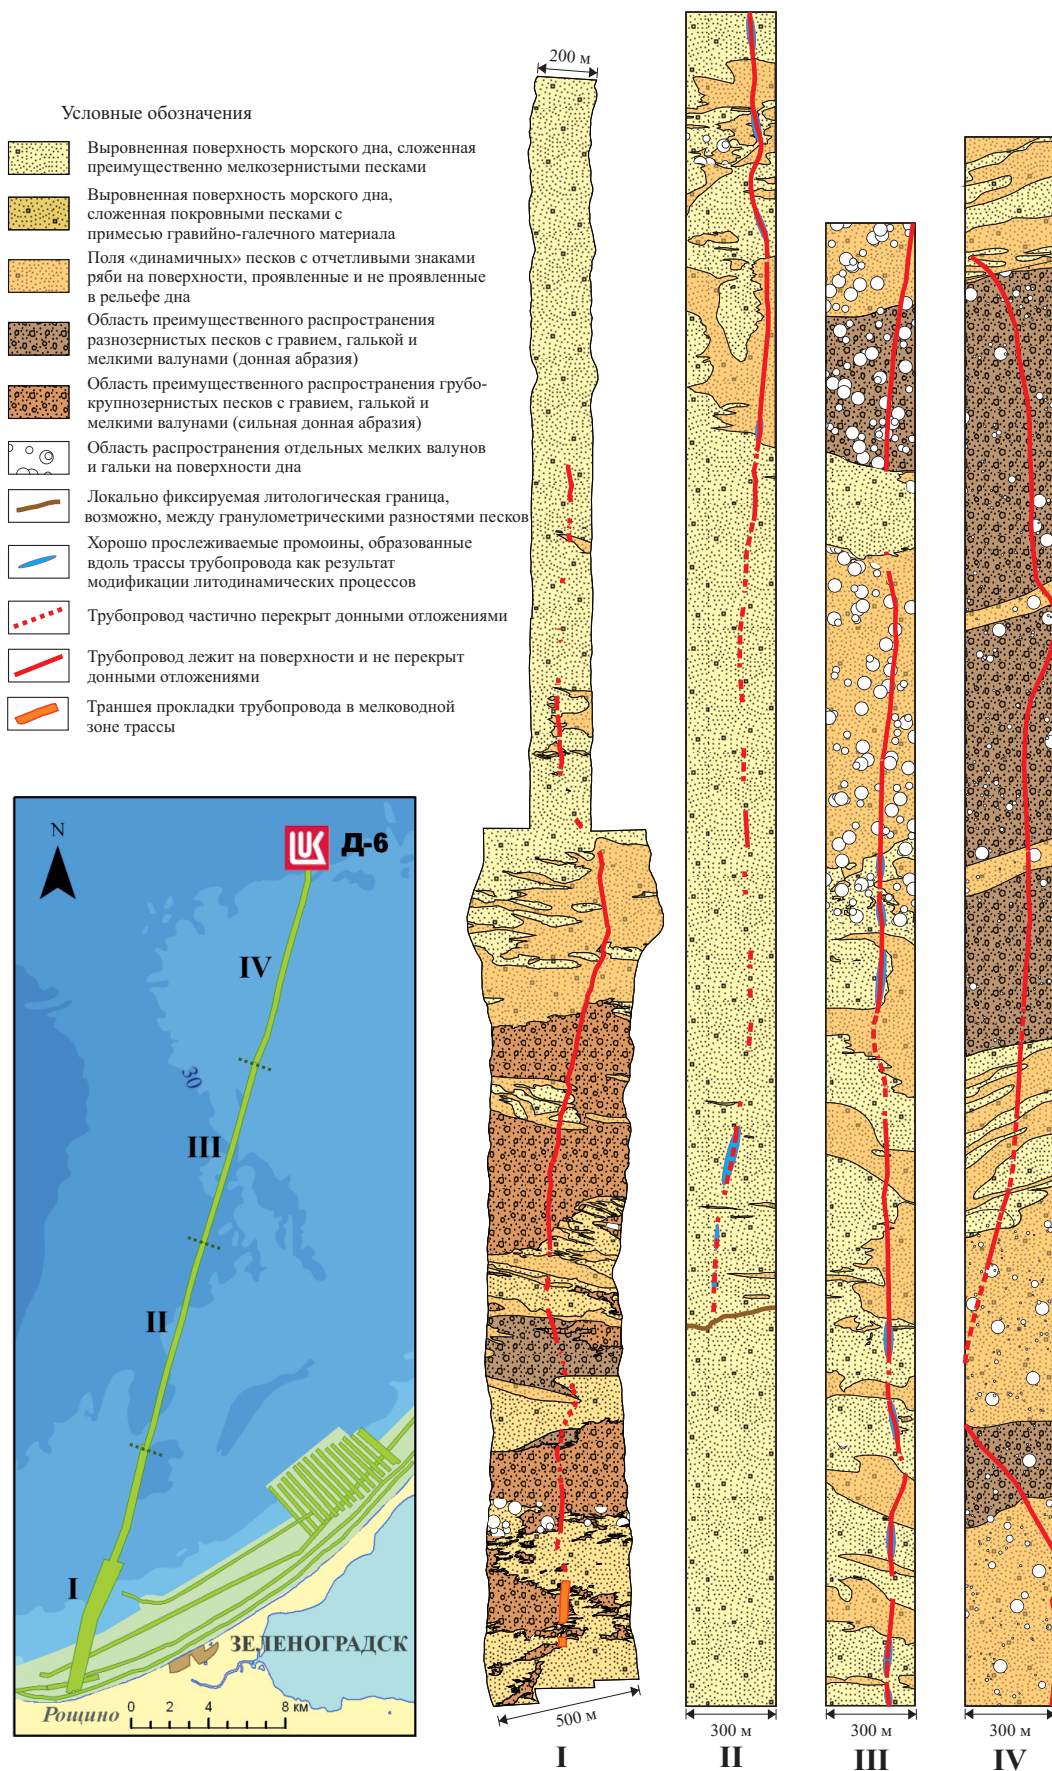 200 м
Условные обозначения
Выровненная поверхность морского дна, сложенная
преимущественно мелкозернистыми песками
Выровненная поверхность морского дна,
сложенная покровными песками с
примесью гравийно-галечного материала
Поля «динамичных» песков с отчетливыми знаками
ряби на поверхности, проявленные и не проявленные
в рельефе дна
Область преимущественного распространения
разнозернистых песков с гравием, галькой и
мелкими валунами (донная абразия)
Область преимущественного распространения грубо-
крупнозернистых песков с гравием, галькой и
мелкими валунами (сильная донная абразия)
Область распространения отдельных мелких валунов
и гальки на поверхности дна
Локально фиксируемая литологическая граница,
возможно, между гранулометрическими разностями песков
Хорошо прослеживаемые промоины, образованные
вдоль трассы трубопровода как результат
модификации литодинамических процессов
Трубопровод частично перекрыт донными отложениями
Трубопровод лежит на поверхности и не перекрыт
донными отложениями
Траншея прокладки трубопровода в мелководной
зоне трассы
N
LUK
Д-6
IV
30
III
II
I
ЗЕЛЕНОГРАДСК
Рощино
0 2 4 8 км
500 м
300 м
300 м
300 м
I
II
III
IV